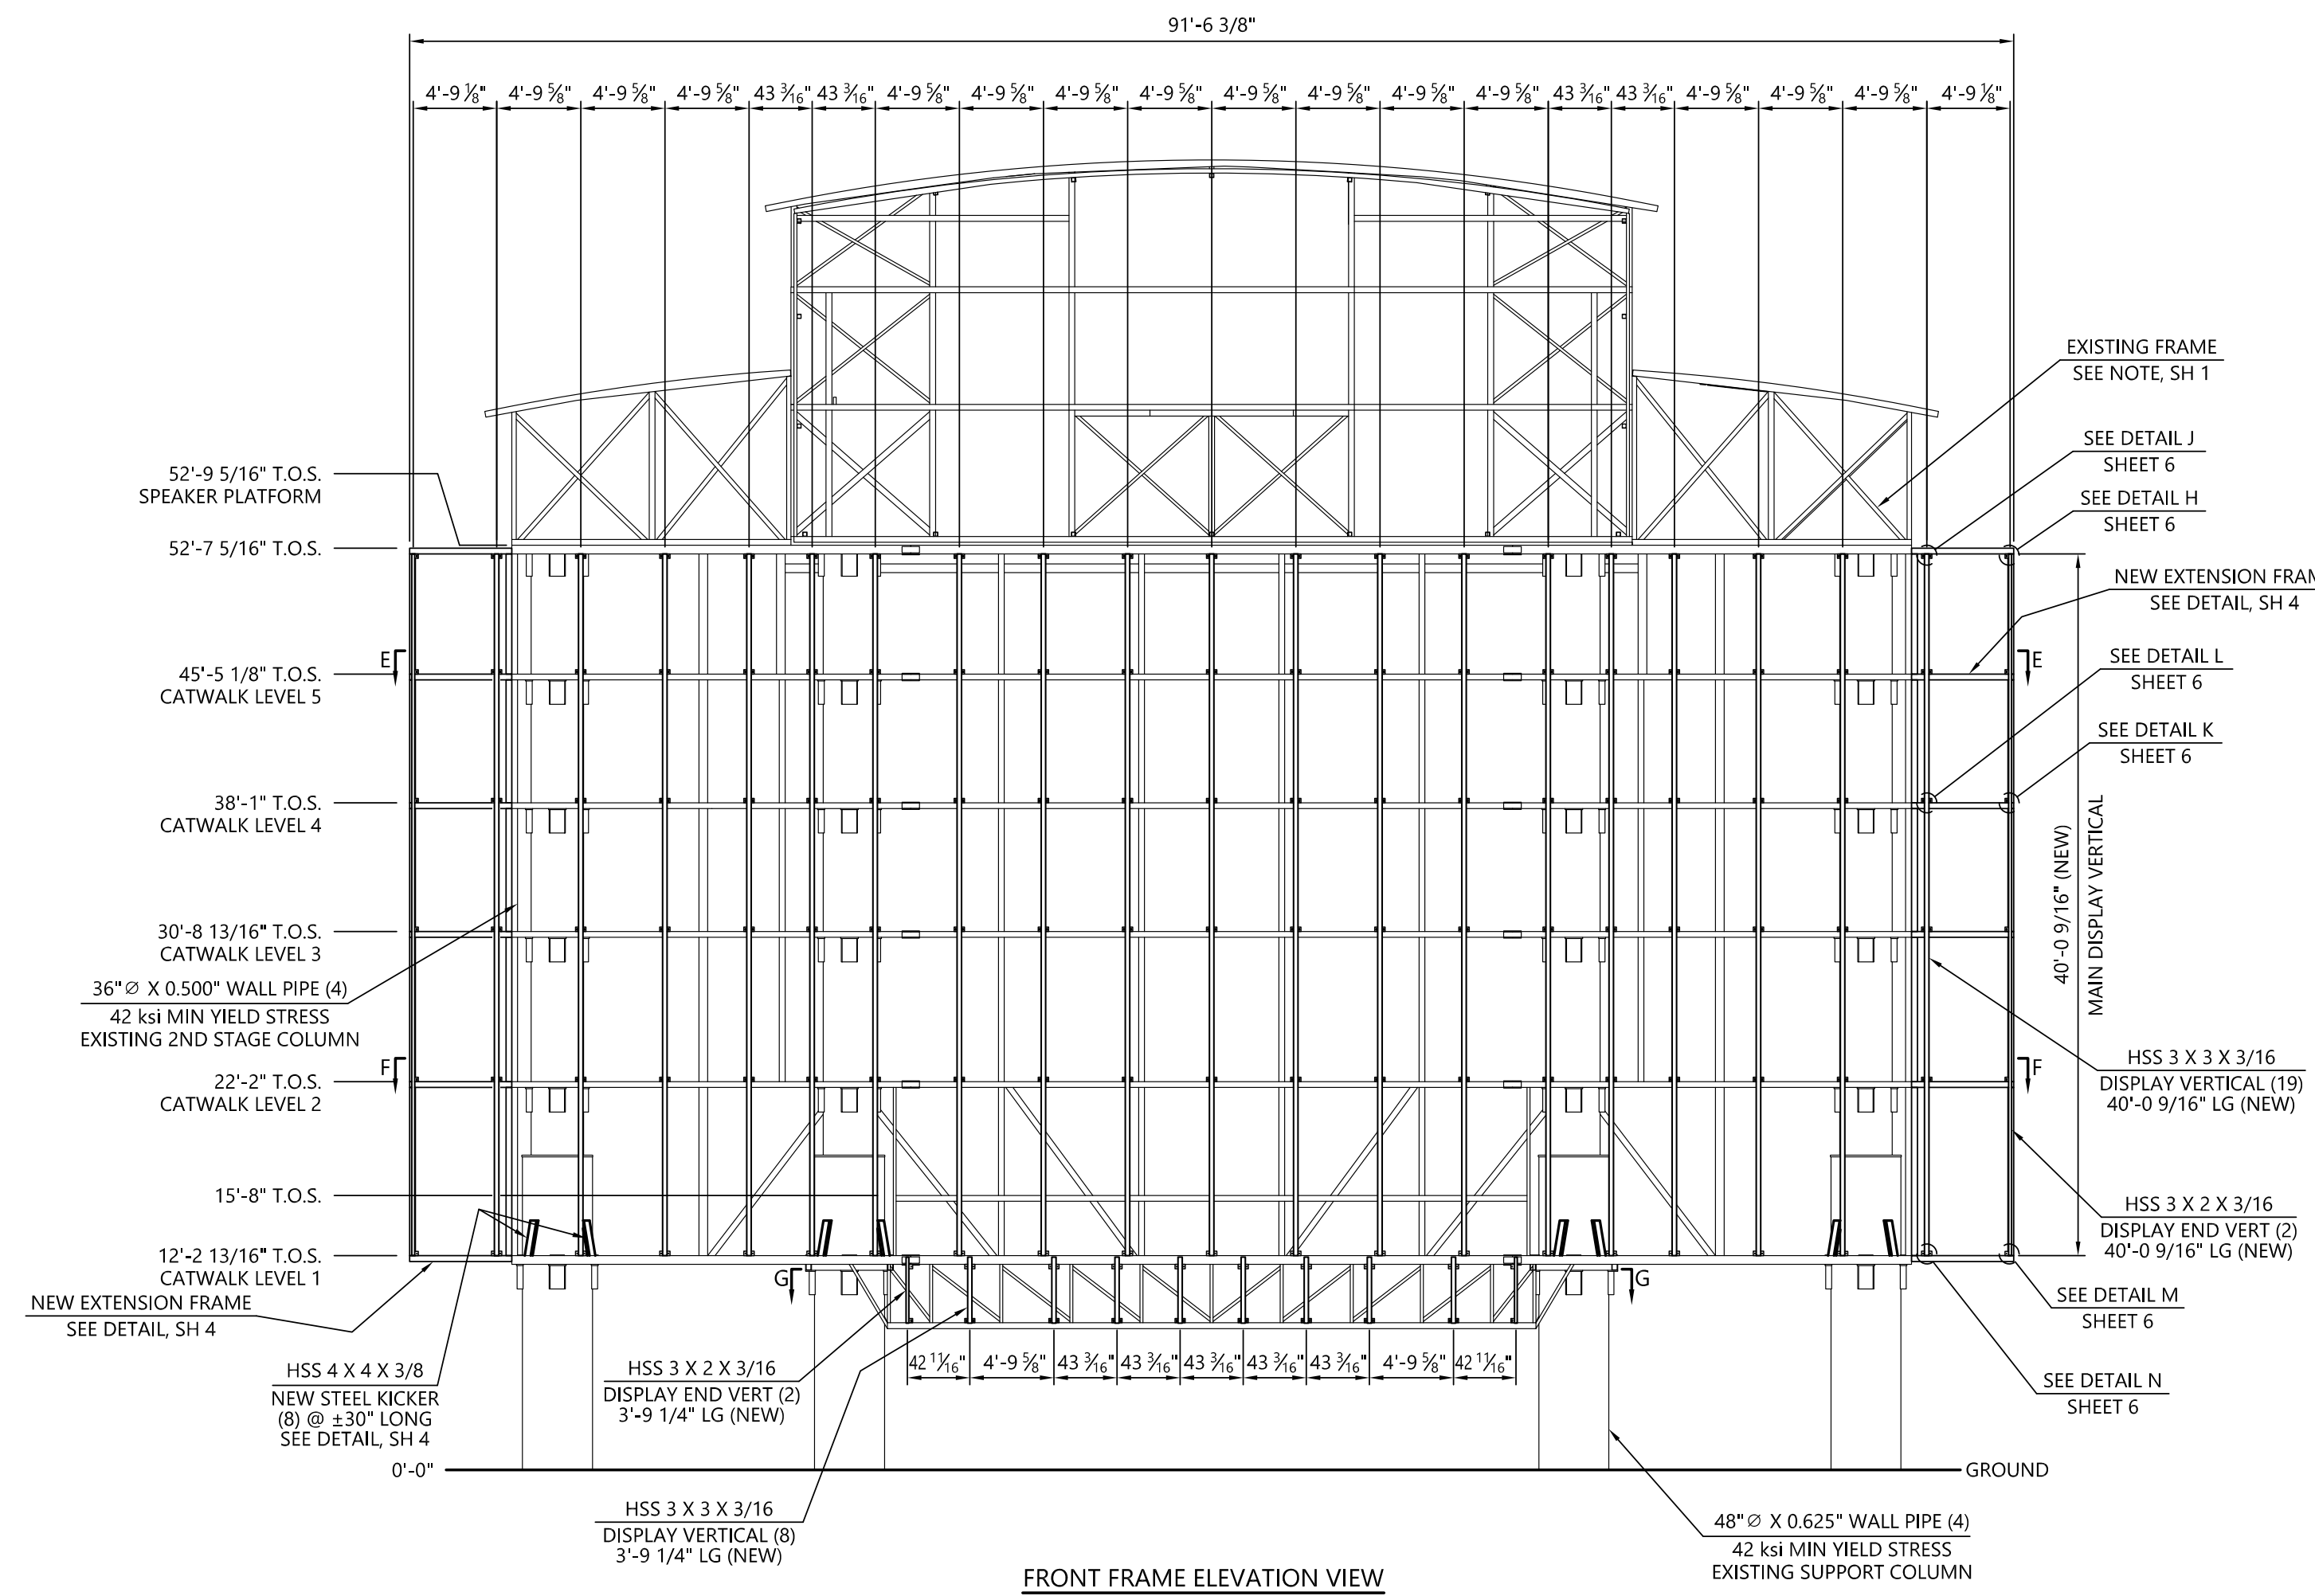 91'-6 3/8"
4'-9 ⅛" 4'-9 ⅝" 4'-9 ⅝" 4'-9 ⅝" 43 3⁄16" 43 3⁄16" 4'-9 ⅝" 4'-9 ⅝" 4'-9 ⅝" 4'-9 ⅝" 4'-9 ⅝" 4'-9 ⅝" 4'-9 ⅝" 4'-9 ⅝" 43 3⁄16" 43 3⁄16" 4'-9 ⅝" 4'-9 ⅝" 4'-9 ⅝" 4'-9 ⅛"
EXISTING FRAME
SEE NOTE, SH 1
SEE DETAIL J
SHEET 6
SEE DETAIL H
SHEET 6
NEW EXTENSION FRAM
SEE DETAIL, SH 4
SEE DETAIL L
SHEET 6
SEE DETAIL K
SHEET 6
40'-0 9/16" (NEW)
MAIN DISPLAY VERTICAL
HSS 3 X 3 X 3/16
DISPLAY VERTICAL (19)
40'-0 9/16" LG (NEW)
HSS 3 X 2 X 3/16
DISPLAY END VERT (2)
40'-0 9/16" LG (NEW)
SEE DETAIL M
SHEET 6
SEE DETAIL N
SHEET 6
52'-9 5/16" T.O.S.
SPEAKER PLATFORM
52'-7 5/16" T.O.S.
E
E
45'-5 1/8" T.O.S.
CATWALK LEVEL 5
38'-1" T.O.S.
CATWALK LEVEL 4
30'-8 13/16" T.O.S.
CATWALK LEVEL 3
36"∅ X 0.500" WALL PIPE (4)
42 ksi MIN YIELD STRESS
EXISTING 2ND STAGE COLUMN
F
F
22'-2" T.O.S.
CATWALK LEVEL 2
15'-8" T.O.S.
12'-2 13/16" T.O.S.
CATWALK LEVEL 1
G
G
NEW EXTENSION FRAME
SEE DETAIL, SH 4
HSS 4 X 4 X 3/8
NEW STEEL KICKER
(8) @ ±30" LONG
SEE DETAIL, SH 4
HSS 3 X 2 X 3/16
DISPLAY END VERT (2)
3'-9 1/4" LG (NEW)
42 11⁄16" 4'-9 ⅝" 43 3⁄16" 43 3⁄16" 43 3⁄16" 43 3⁄16" 43 3⁄16" 4'-9 ⅝" 42 11⁄16"
0'-0"
GROUND
HSS 3 X 3 X 3/16
DISPLAY VERTICAL (8)
3'-9 1/4" LG (NEW)
48"∅ X 0.625" WALL PIPE (4)
42 ksi MIN YIELD STRESS
EXISTING SUPPORT COLUMN
FRONT FRAME ELEVATION VIEW